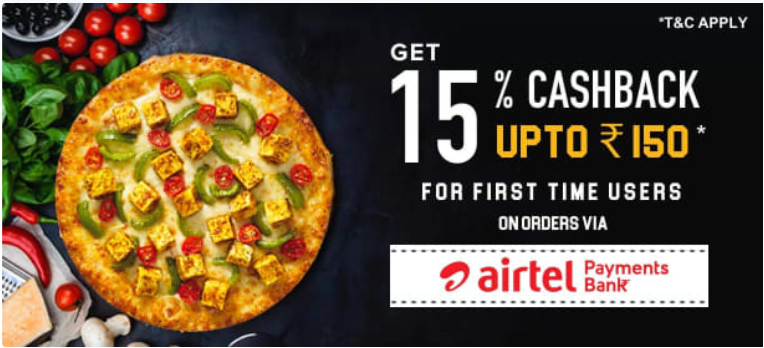 *T&C APPLY
GET
15% CASHBACK
UPTO ₹150*
FOR FIRST TIME USERS
ON ORDERS VIA
airtel Payments
Bank